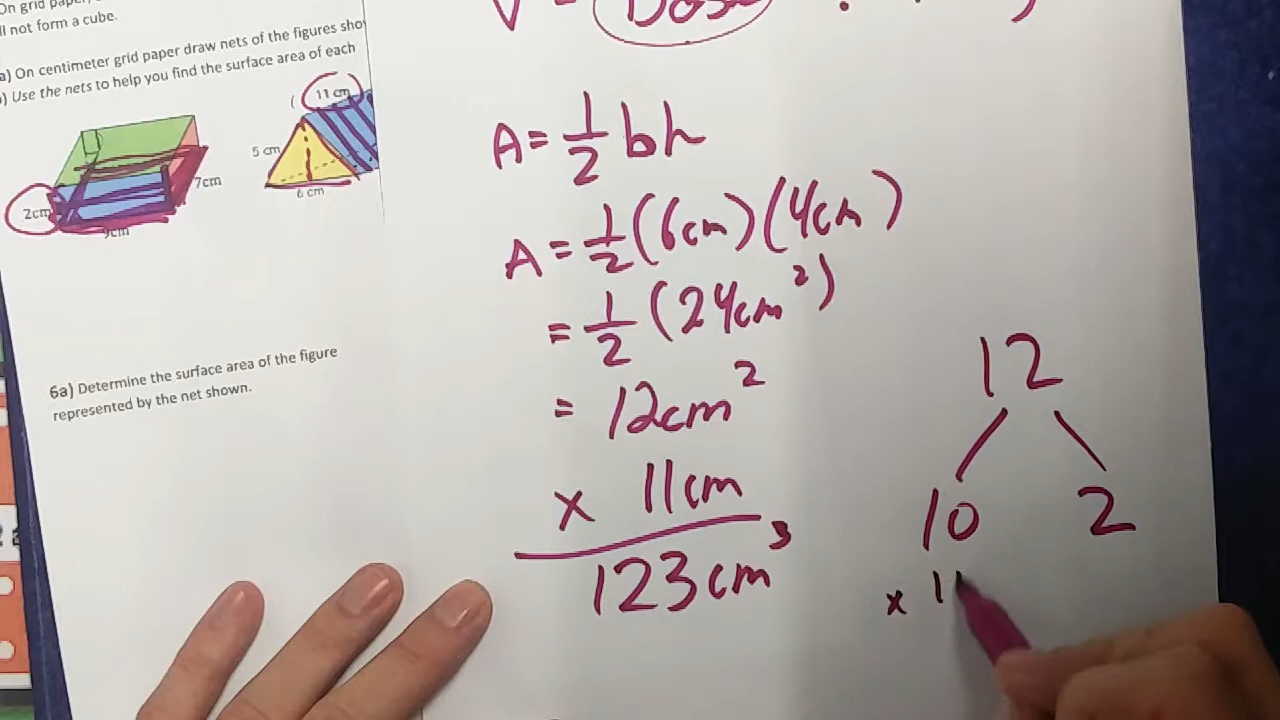 On grid paper,
ll not form a cube.
a) On centimeter grid paper draw nets of the figures sho
) Use the nets to help you find the surface area of each
2cm
7cm
9cm
11 cm
5 cm
6 cm
6a) Determine the surface area of the figure
represented by the net shown.
V =
A = 1/2 bh
A = 1/2 (6cm)(4cm)
= 1/2 (24cm²)
= 12cm²
x 11cm
123cm³
12
10 2
x 11